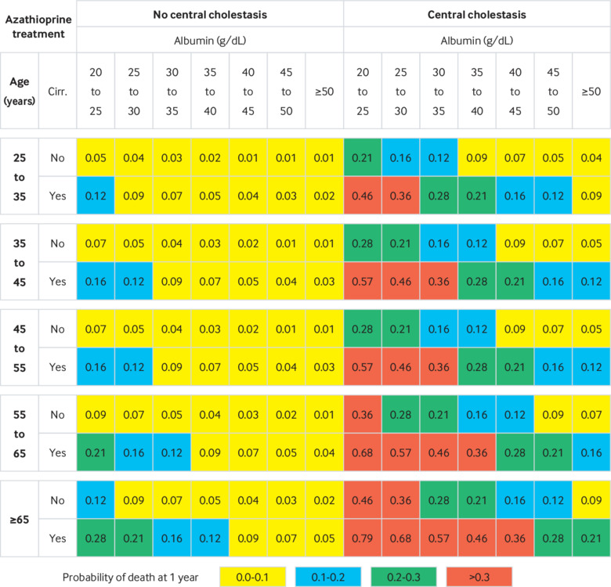 Azathioprine treatment No central cholestasis Central cholestasis
Albumin (g/dL) Albumin (g/dL)
Age (years) Cirr. 20 to 25 25 to 30 30 to 35 35 to 40 40 to 45 45 to 50 ≥50 20 to 25 25 to 30 30 to 35 35 to 40 40 to 45 45 to 50 ≥50
25 to 35 No 0.05 0.04 0.03 0.02 0.01 0.01 0.01 0.21 0.16 0.12 0.09 0.07 0.05 0.04
Yes 0.12 0.09 0.07 0.05 0.04 0.03 0.02 0.46 0.36 0.28 0.21 0.16 0.12 0.09
35 to 45 No 0.07 0.05 0.04 0.03 0.02 0.01 0.01 0.28 0.21 0.16 0.12 0.09 0.07 0.05
Yes 0.16 0.12 0.09 0.07 0.05 0.04 0.03 0.57 0.46 0.36 0.28 0.21 0.16 0.12
45 to 55 No 0.07 0.05 0.04 0.03 0.02 0.01 0.01 0.28 0.21 0.16 0.12 0.09 0.07 0.05
Yes 0.16 0.12 0.09 0.07 0.05 0.04 0.03 0.57 0.46 0.36 0.28 0.21 0.16 0.12
55 to 65 No 0.09 0.07 0.05 0.04 0.03 0.02 0.01 0.36 0.28 0.21 0.16 0.12 0.09 0.07
Yes 0.21 0.16 0.12 0.09 0.07 0.05 0.04 0.68 0.57 0.46 0.36 0.28 0.21 0.16
≥65 No 0.12 0.09 0.07 0.05 0.04 0.03 0.02 0.46 0.36 0.28 0.21 0.16 0.12 0.09
Yes 0.28 0.21 0.16 0.12 0.09 0.07 0.05 0.79 0.68 0.57 0.46 0.36 0.28 0.21
Probability of death at 1 year 0.0-0.1 0.1-0.2 0.2-0.3 >0.3